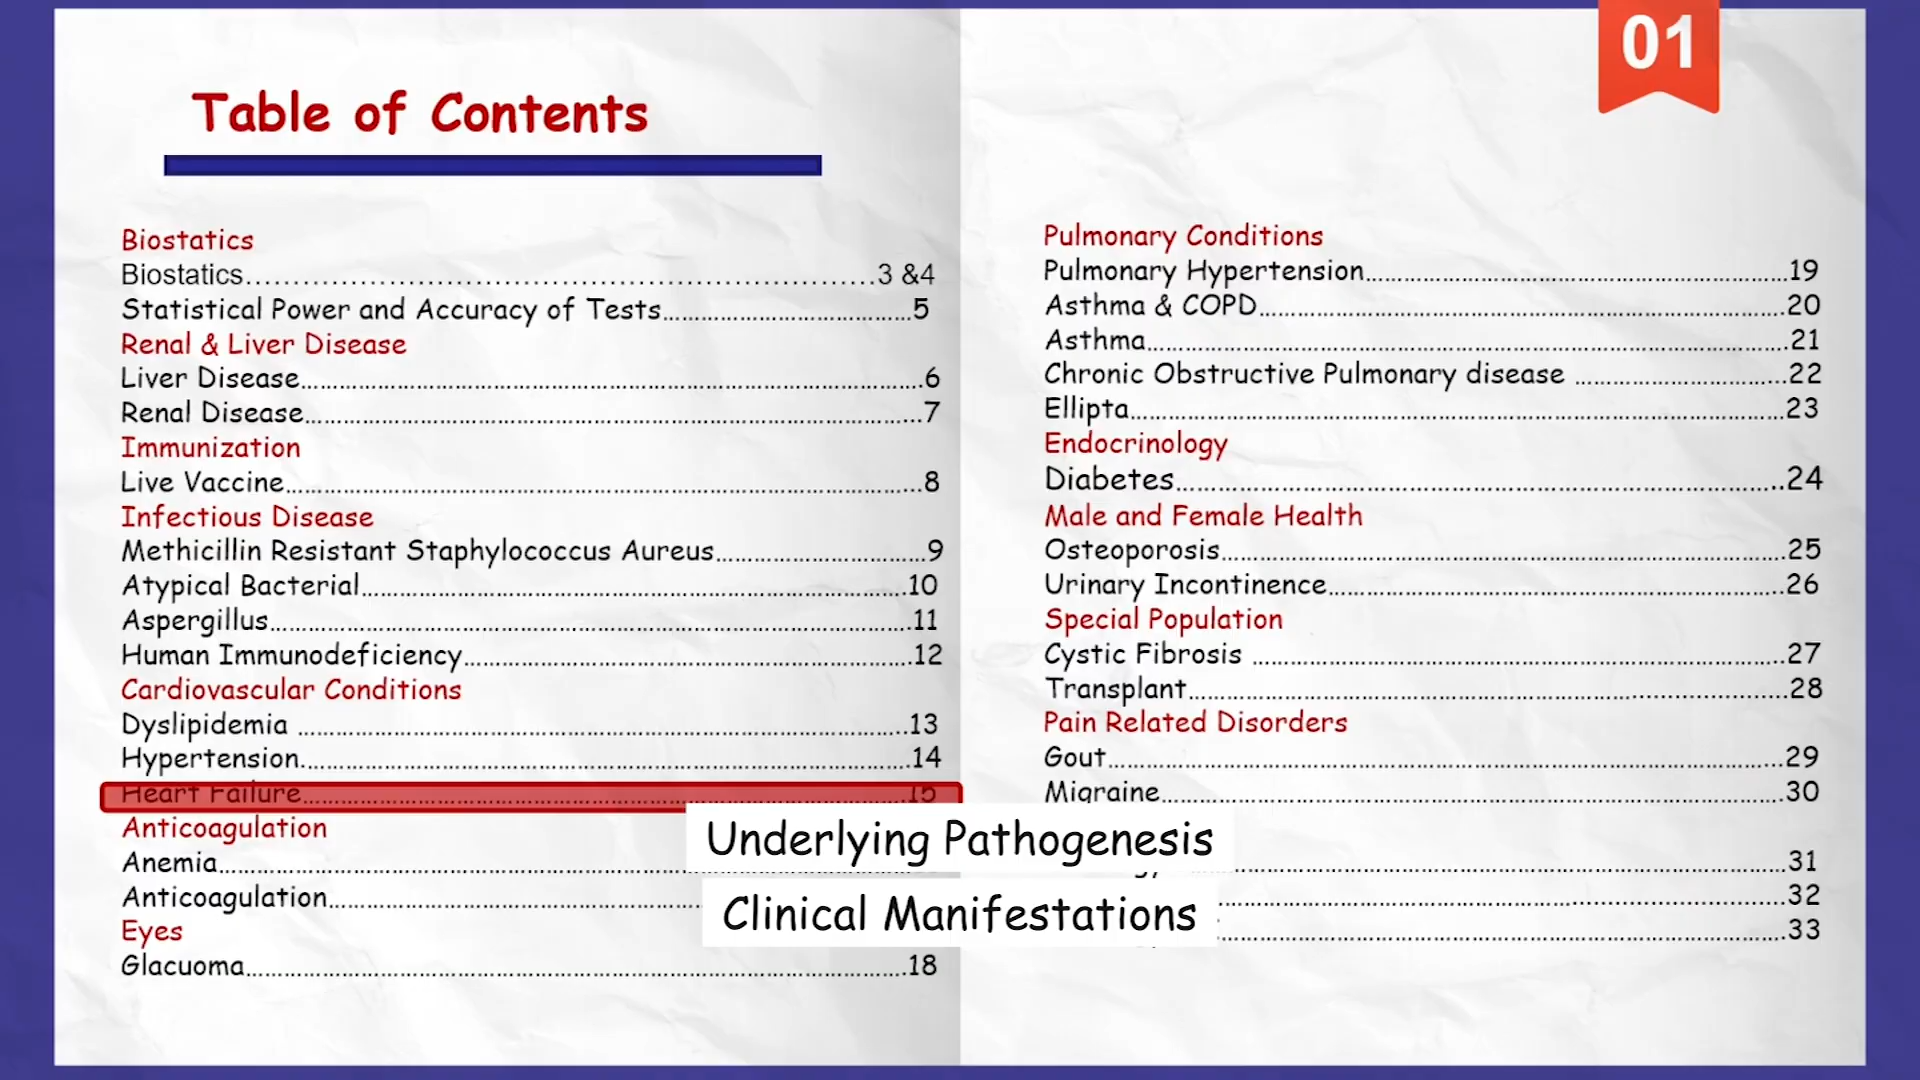 01
Table of Contents
Biostatics
Biostatics.......................................................3 &4
Statistical Power and Accuracy of Tests..............................5
Renal & Liver Disease
Liver Disease..............................................................6
Renal Disease..............................................................7
Immunization
Live Vaccine................................................................8
Infectious Disease
Methicillin Resistant Staphylococcus Aureus..........................9
Atypical Bacterial........................................................10
Aspergillus..................................................................11
Human Immunodeficiency...............................................12
Cardiovascular Conditions
Dyslipidemia ...............................................................13
Hypertension...............................................................14
Heart Failure...............................................................15
Anticoagulation
Anemia.......................................................
Anticoagulation.............................................
Eyes
Glacuoma....................................................................18
Pulmonary Conditions
Pulmonary Hypertension................................................19
Asthma & COPD...........................................................20
Asthma.......................................................................21
Chronic Obstructive Pulmonary disease ...........................22
Ellipta.........................................................................23
Endocrinology
Diabetes......................................................................24
Male and Female Health
Osteoporosis................................................................25
Urinary Incontinence.....................................................26
Special Population
Cystic Fibrosis .............................................................27
Transplant...................................................................28
Pain Related Disorders
Gout...........................................................................29
Migraine......................................................................30
31
32
33
Underlying Pathogenesis
Clinical Manifestations